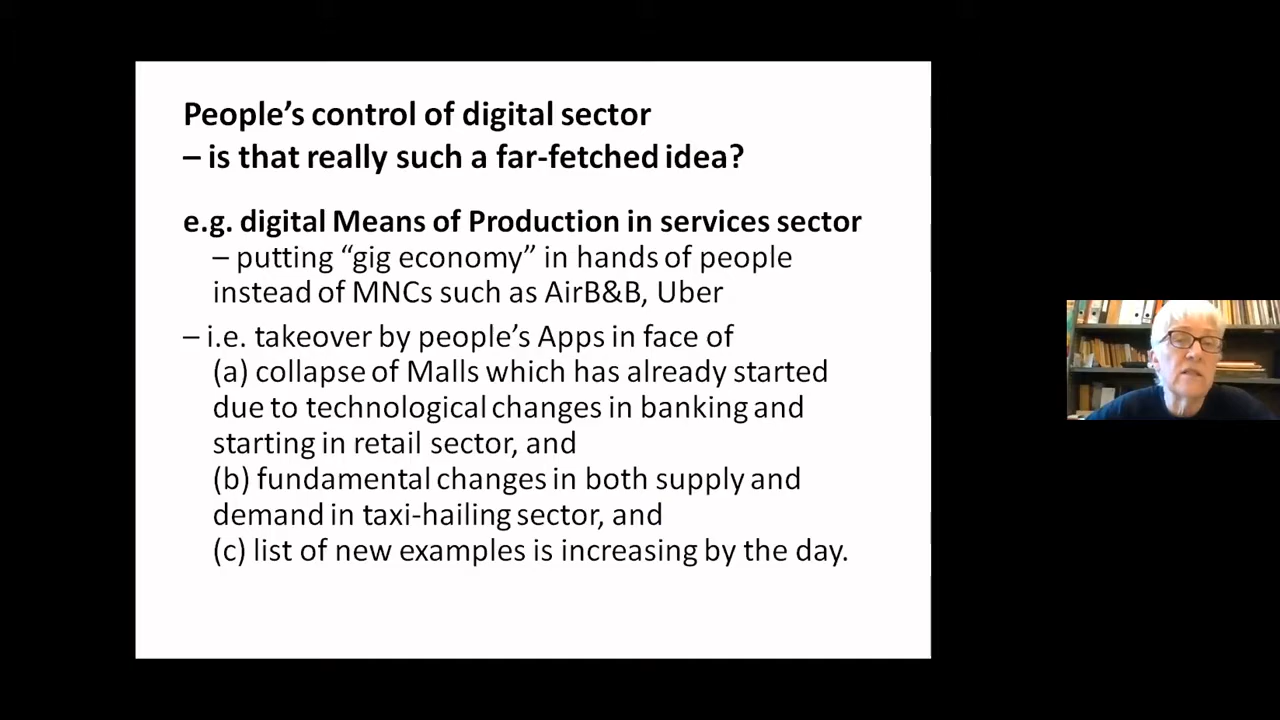 People’s control of digital sector
– is that really such a far-fetched idea?
e.g. digital Means of Production in services sector
– putting “gig economy” in hands of people
instead of MNCs such as AirB&B, Uber
– i.e. takeover by people’s Apps in face of
(a) collapse of Malls which has already started
due to technological changes in banking and
starting in retail sector, and
(b) fundamental changes in both supply and
demand in taxi-hailing sector, and
(c) list of new examples is increasing by the day.